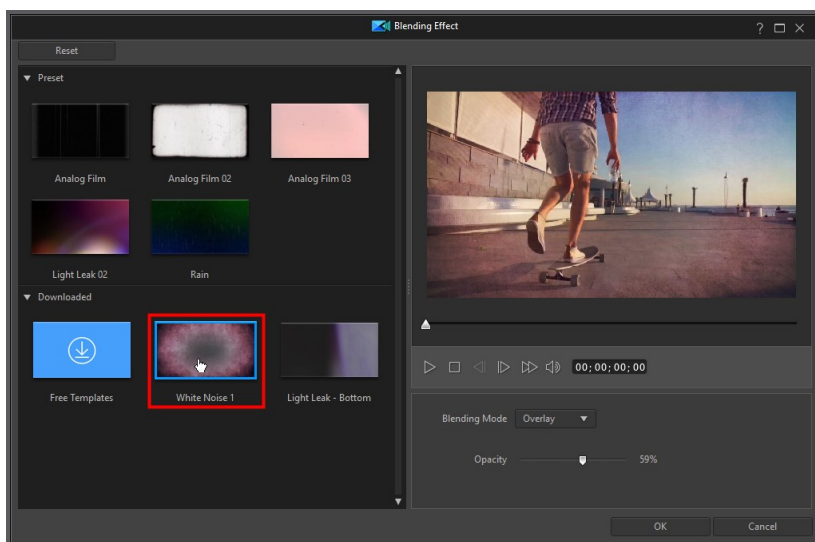 Blending Effect
Reset
Preset
Analog Film
Analog Film 02
Analog Film 03
Light Leak 02
Rain
Downloaded
Free Templates
White Noise 1
Light Leak - Bottom
00;00;00;00
Blending Mode Overlay
Opacity 59%
OK Cancel